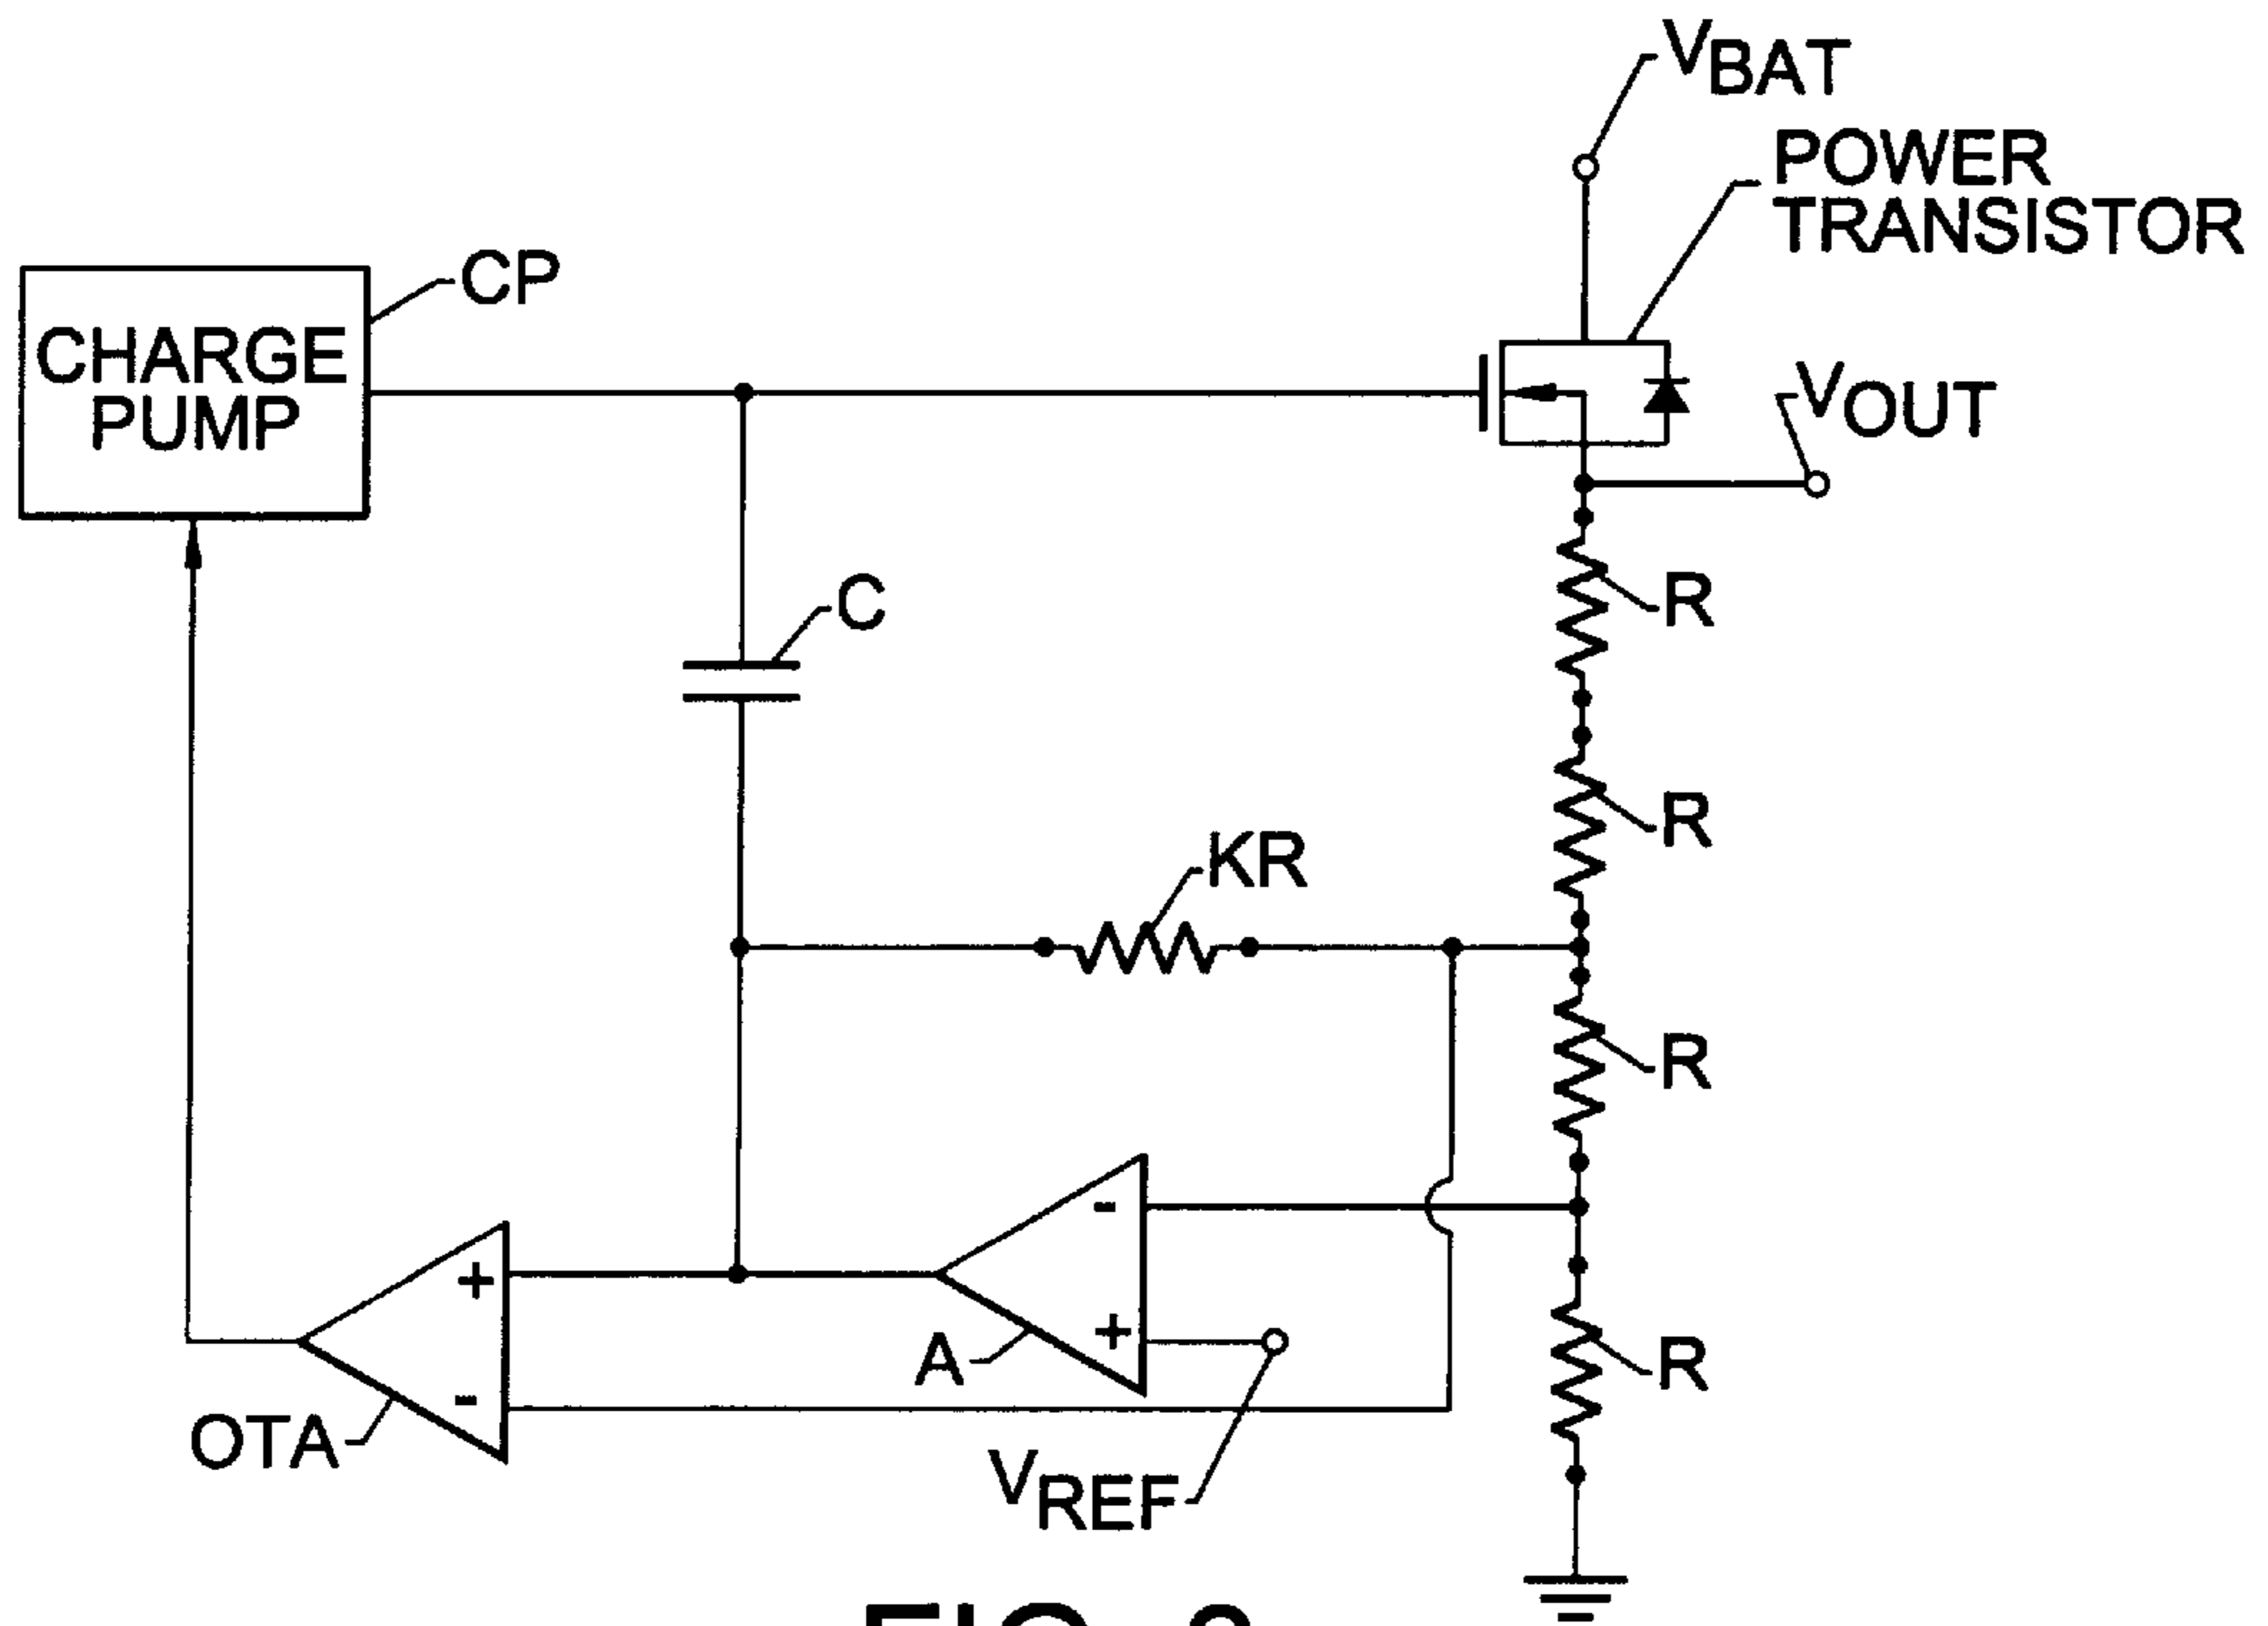 VBAT
POWER
TRANSISTOR
CP
CHARGE
PUMP
VOUT
C
R
R
KR
R
-
+
+
-
A
R
OTA
VREF